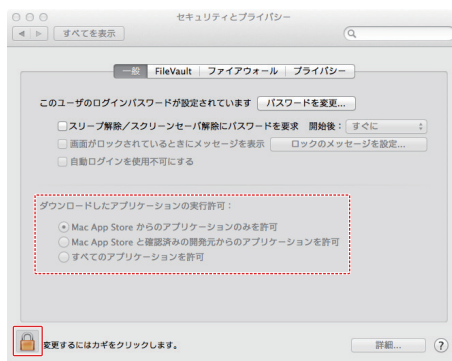 セキュリティとプライバシー
すべてを表示
一般 FileVault ファイアウォール プライバシー
このユーザのログインパスワードが設定されています パスワードを変更...
スリープ解除／スクリーンセーバ解除にパスワードを要求 開始後： すぐに
画面がロックされているときにメッセージを表示 ロックのメッセージを設定...
自動ログインを使用不可にする
ダウンロードしたアプリケーションの実行許可：
Mac App Store からのアプリケーションのみを許可
Mac App Store と確認済みの開発元からのアプリケーションを許可
すべてのアプリケーションを許可
変更するにはカギをクリックします。 詳細... ?